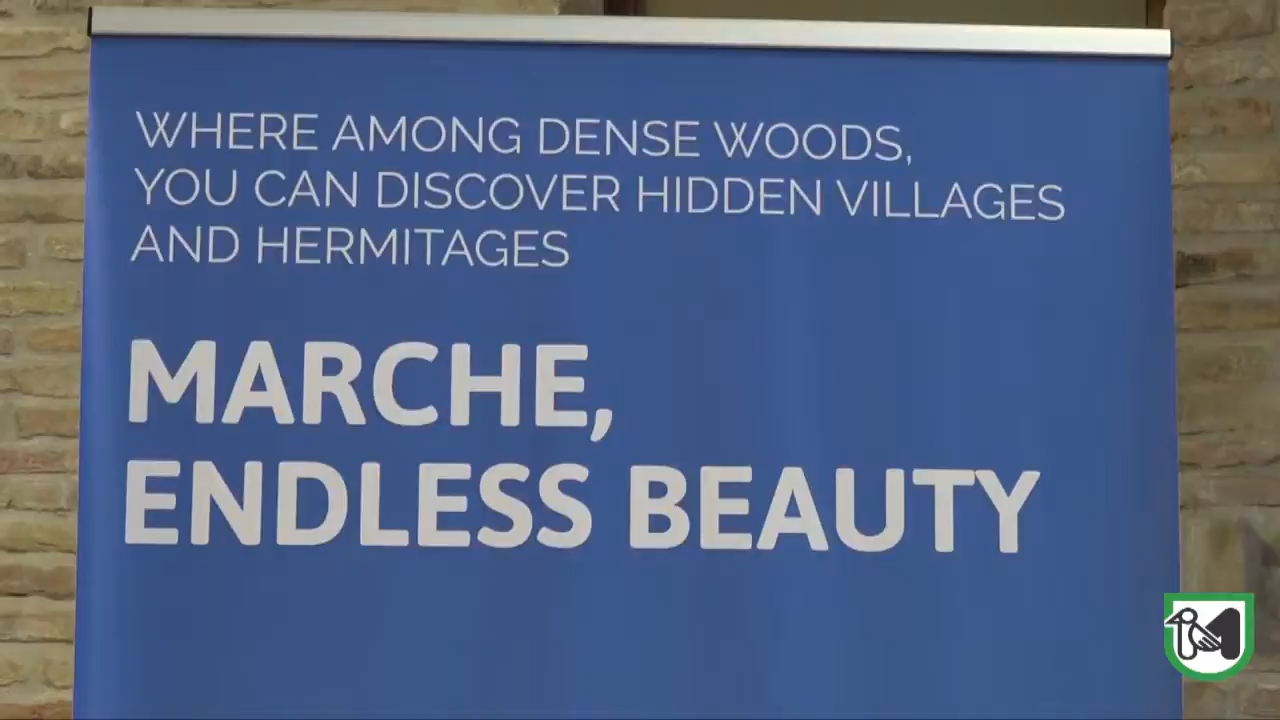 WHERE AMONG DENSE WOODS,
YOU CAN DISCOVER HIDDEN VILLAGES
AND HERMITAGES
MARCHE,
ENDLESS BEAUTY